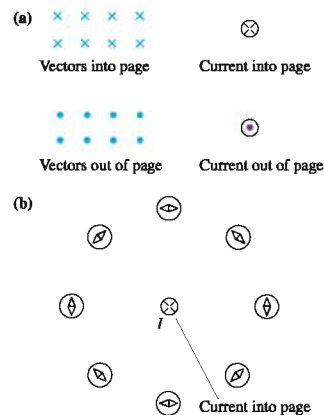 (a)
Vectors into page Current into page
Vectors out of page Current out of page
(b)
I
Current into page